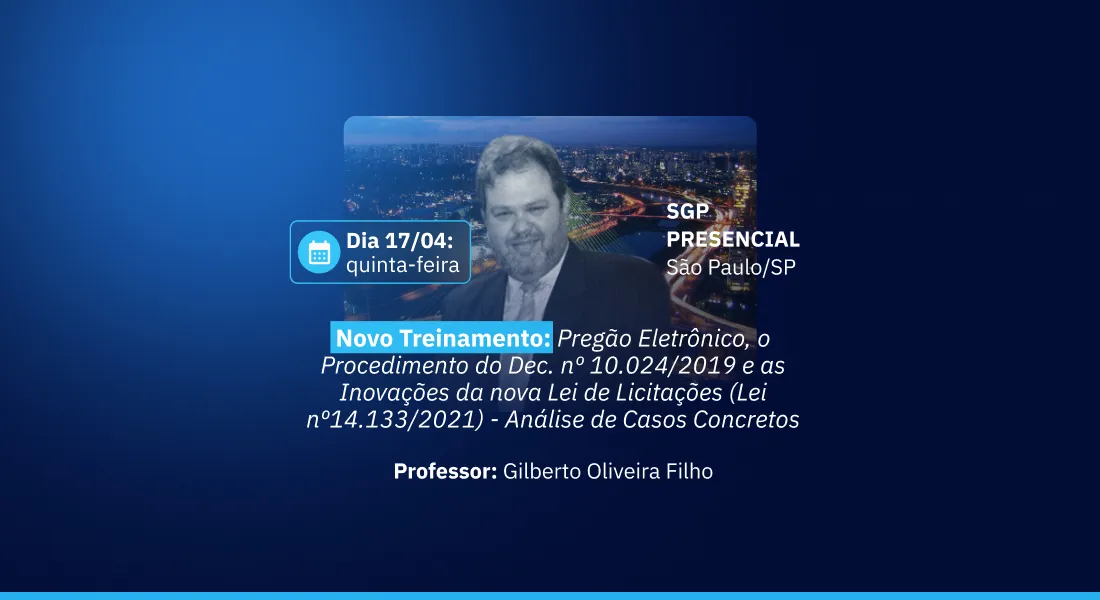 Dia 17/04:
quinta-feira
SGP
PRESENCIAL
São Paulo/SP
Novo Treinamento: Pregão Eletrônico, o
Procedimento do Dec. nº 10.024/2019 e as
Inovações da nova Lei de Licitações (Lei
nº14.133/2021) - Análise de Casos Concretos
Professor: Gilberto Oliveira Filho